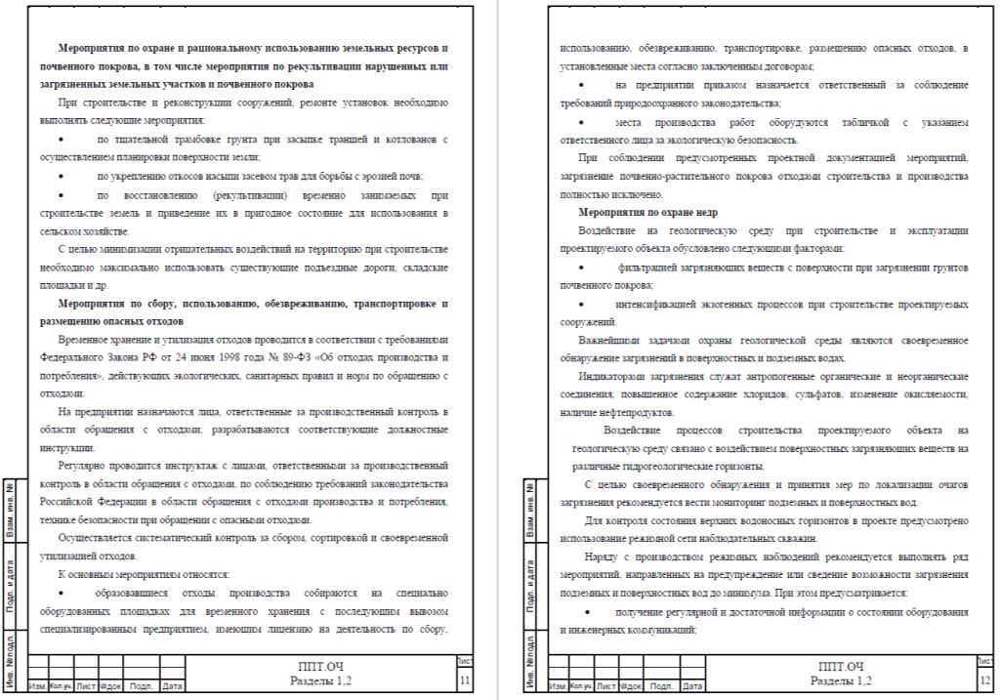 Мероприятия по охране и рациональному использованию земельных ресурсов и
почвенного покрова, в том числе мероприятия по рекультивации нарушенных или
загрязненных земельных участков и почвенного покрова
При строительстве и реконструкции сооружений, ремонте установок необходимо
выполнять следующие мероприятия:
• по тщательной трамбовке грунта при засыпке траншей и котлованов с
осуществлением планировки поверхности земли;
• по укреплению откосов насыпи засевом трав для борьбы с эрозией почв;
• по восстановлению (рекультивации) временно занимаемых при
строительстве земель и приведение их в пригодное состояние для использования в
сельском хозяйстве.
С целью минимизации отрицательных воздействий на территорию при строительстве
необходимо максимально использовать существующие подъездные дороги, складские
площадки и др.
Мероприятия по сбору, использованию, обезвреживанию, транспортировке и
размещению опасных отходов
Временное хранение и утилизация отходов проводится в соответствии с требованиями
Федерального Закона РФ от 24 июня 1998 года № 89-ФЗ «Об отходах производства и
потребления», действующих экологических, санитарных правил и норм по обращению с
отходами.
На предприятии назначаются лица, ответственные за производственный контроль в
области обращения с отходами, разрабатываются соответствующие должностные
инструкции.
Регулярно проводится инструктаж с лицами, ответственными за производственный
контроль в области обращения с отходами, по соблюдению требований законодательства
Российской Федерации в области обращения с отходами производства и потребления,
технике безопасности при обращении с опасными отходами.
Осуществляется систематический контроль за сбором, сортировкой и своевременной
утилизацией отходов.
К основным мероприятиям относятся:
• образовавшиеся отходы производства собираются на специально
оборудованных площадках для временного хранения с последующим вывозом
специализированным предприятием, имеющим лицензию на деятельность по сбору,
Взам. инв. №
Подп. и дата
Инв. №подл.
Изм. Кол.уч. Лист №док. Подп. Дата
ППТ.ОЧ
Разделы 1,2
Лист
11
использованию, обезвреживанию, транспортировке, размещению опасных отходов, в
установленные места согласно заключенным договорам;
• на предприятии приказом назначается ответственный за соблюдение
требований природоохранного законодательства;
• места производства работ оборудуются табличкой с указанием
ответственного лица за экологическую безопасность.
При соблюдении предусмотренных проектной документацией мероприятий,
загрязнение почвенно-растительного покрова отходами строительства и производства
полностью исключено.
Мероприятия по охране недр
Воздействие на геологическую среду при строительстве и эксплуатации
проектируемого объекта обусловлено следующими факторами:
• фильтрацией загрязняющих веществ с поверхности при загрязнении грунтов
почвенного покрова;
• интенсификацией экзогенных процессов при строительстве проектируемых
сооружений.
Важнейшими задачами охраны геологической среды являются своевременное
обнаружение загрязнений в поверхностных и подземных водах.
Индикаторами загрязнения служат антропогенные органические и неорганические
соединения, повышенное содержание хлоридов, сульфатов, изменение окисляемости,
наличие нефтепродуктов.
Воздействие процессов строительства проектируемого объекта на
геологическую среду связано с воздействием поверхностных загрязняющих веществ на
различные гидрогеологические горизонты.
С целью своевременного обнаружения и принятия мер по локализации очагов
загрязнения рекомендуется вести мониторинг подземных и поверхностных вод.
Для контроля состояния верхних водоносных горизонтов в проекте предусмотрено
использование режимной сети наблюдательных скважин.
Наряду с производством режимных наблюдений рекомендуется выполнять ряд
мероприятий, направленных на предупреждение или сведение возможности загрязнения
подземных и поверхностных вод до минимума. При этом предусматривается:
• получение регулярной и достаточной информации о состоянии оборудования
и инженерных коммуникаций;
Взам. инв. №
Подп. и дата
Инв. №подл.
Изм. Кол.уч. Лист №док. Подп. Дата
ППТ.ОЧ
Разделы 1,2
Лист
12